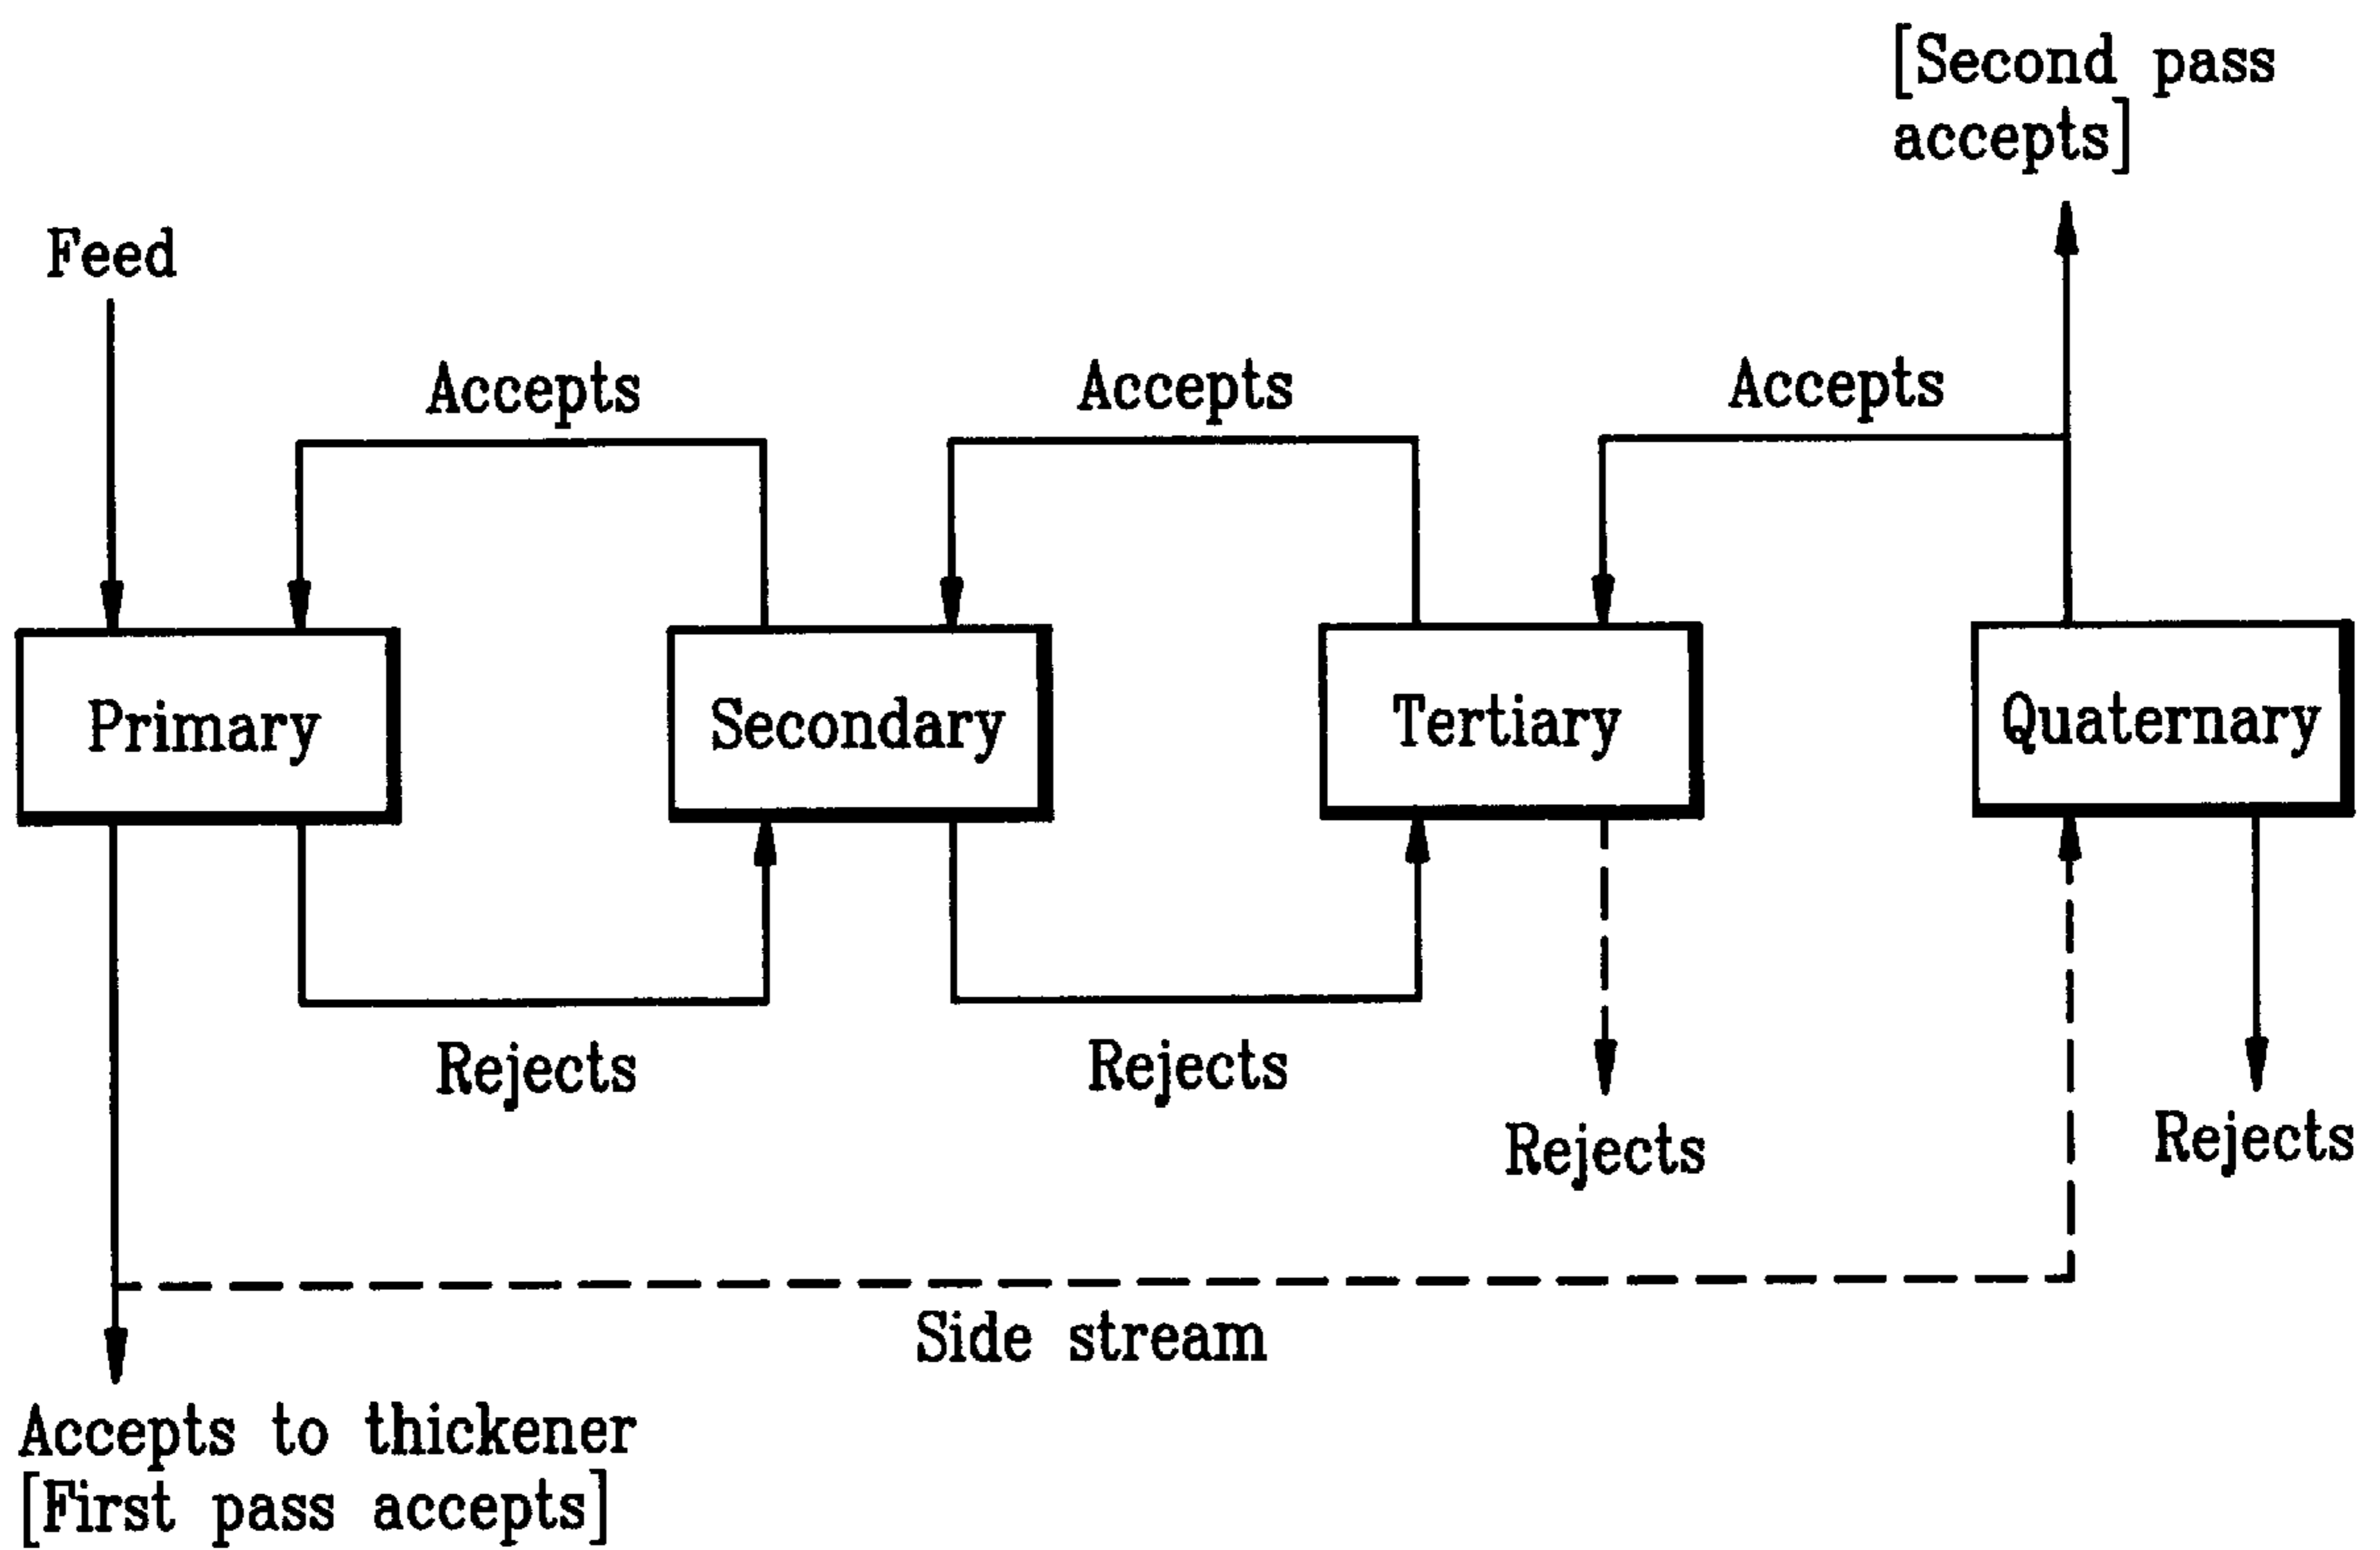 [Second pass
accepts]
Feed
Accepts
Accepts
Accepts
Primary
Secondary
Tertiary
Quaternary
Rejects
Rejects
Rejects
Rejects
Side stream
Accepts to thickener
[First pass accepts]